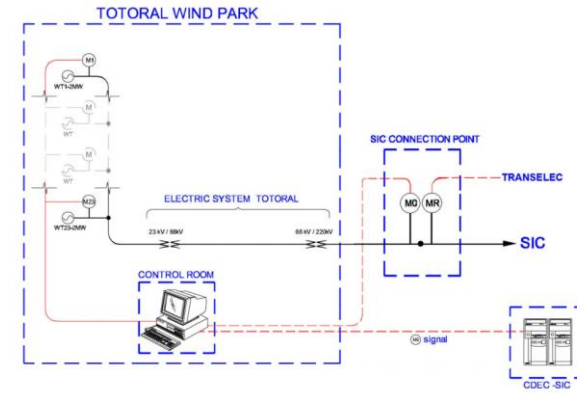 TOTORAL WIND PARK
M1
WT1-2MW
M
WT
M
WT
M23
WT23-2MW
ELECTRIC SYSTEM TOTORAL
23 kV / 66kV
66 kV / 220kV
SIC CONNECTION POINT
TRANSELEC
MG
MR
SIC
CONTROL ROOM
MG signal
CDEC -SIC